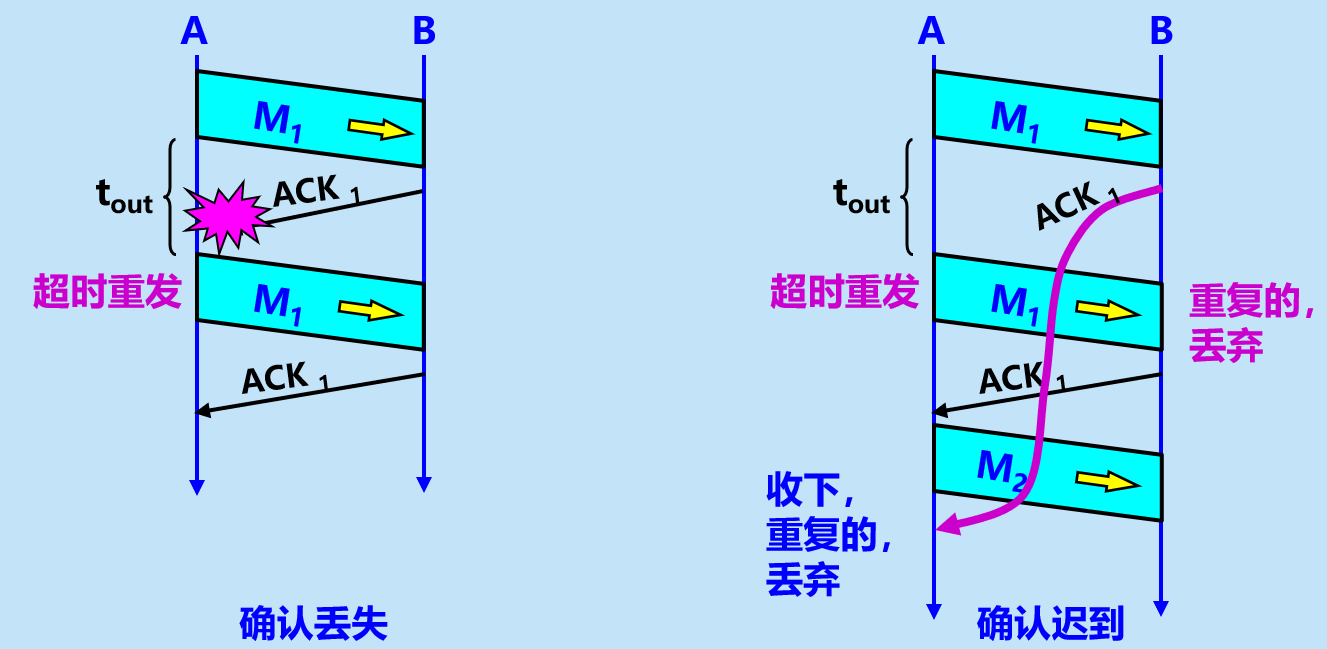 A B
M1
ACK 1
tout
超时重发
M1
ACK 1
确认丢失
A B
M1
ACK 1
tout
超时重发
M1
重复的,
丢弃
ACK 1
M2
收下,
重复的,
丢弃
确认迟到